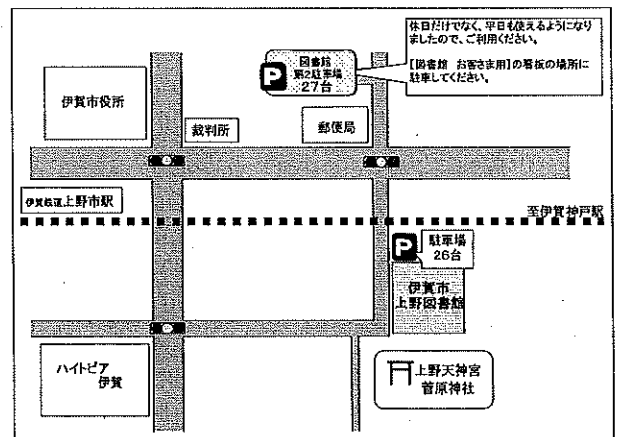 休日だけでなく、平日も使えるようになり
ましたので、ご利用ください。
【図書館 お客さま用】の看板の場所に
駐車してください。
P
図書館
第2駐車場
27台
伊賀市役所
裁判所
郵便局
伊賀鉄道上野市駅
至伊賀神戸駅
P
駐車場
26台
伊賀市
上野図書館
ハイトピア
伊賀
上野天神宮
菅原神社